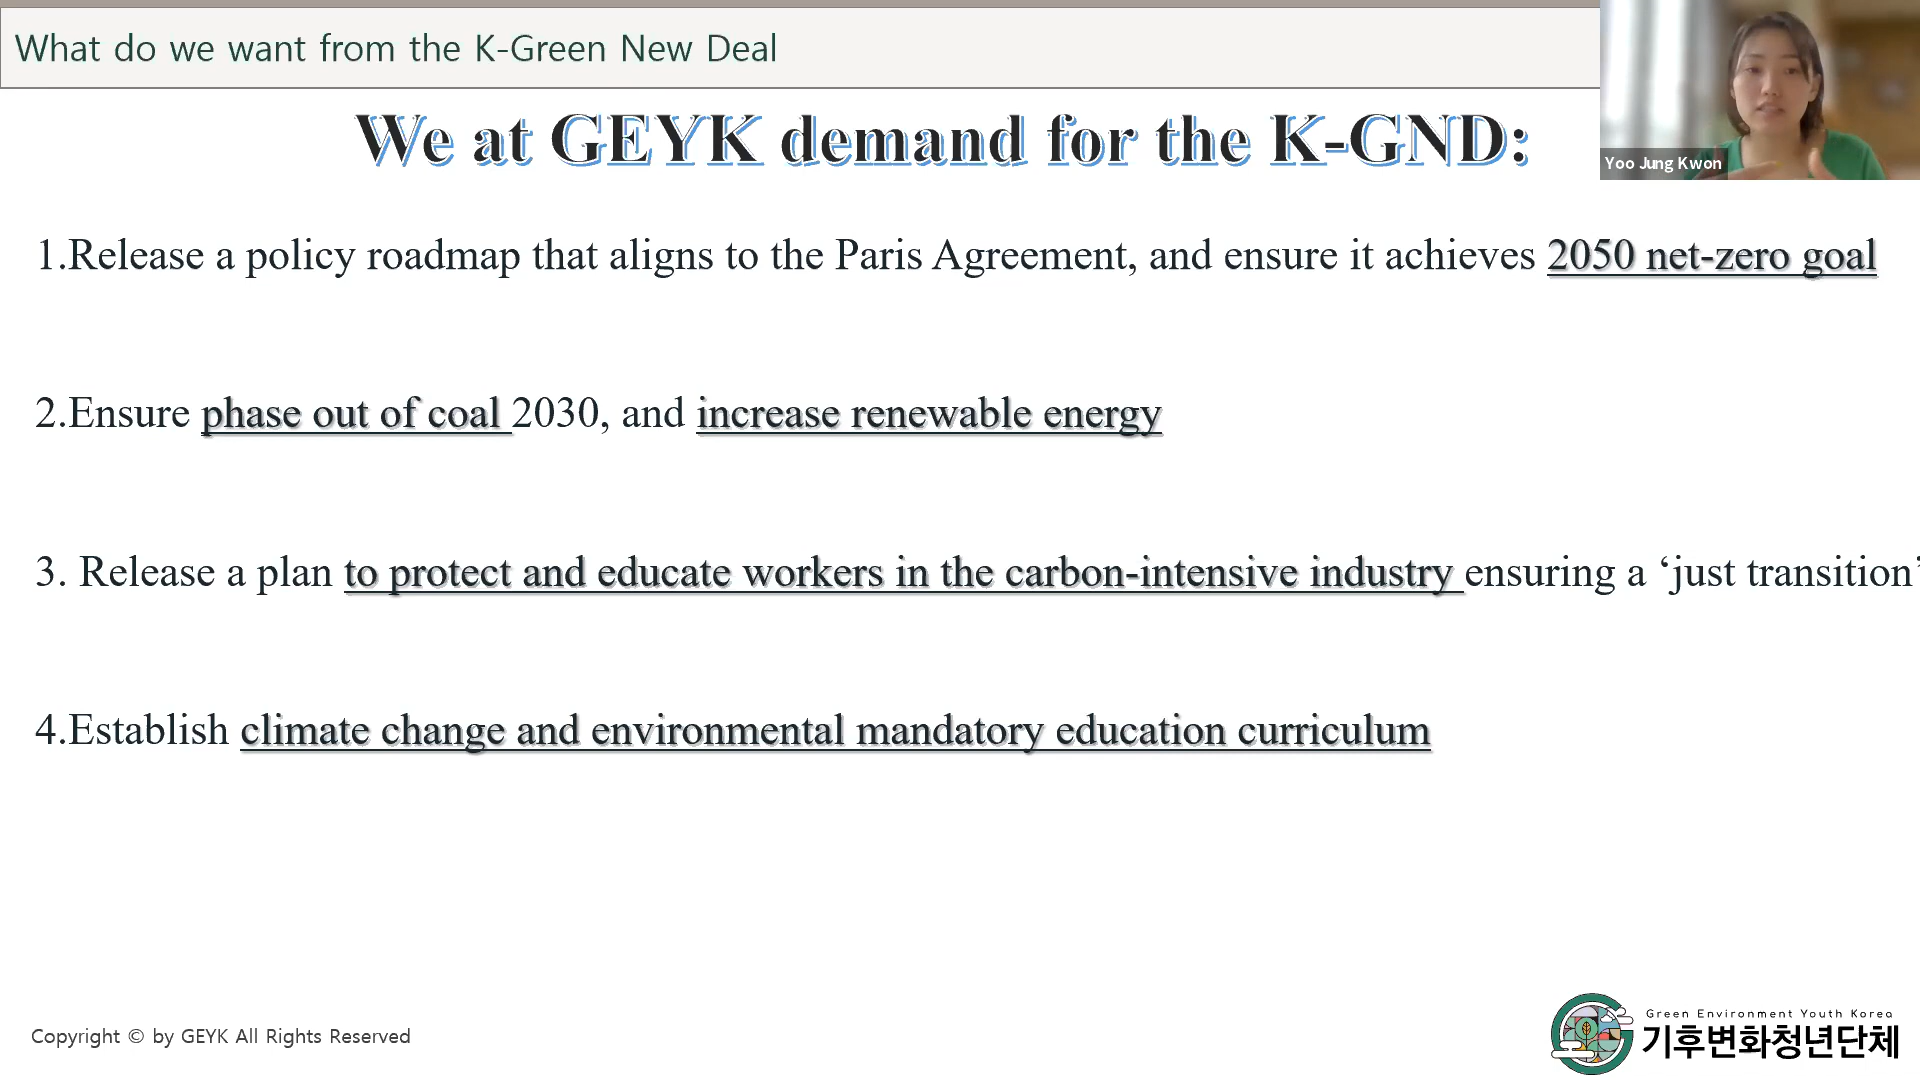 What do we want from the K-Green New Deal
We at GEYK demand for the K-GND:
Yoo Jung Kwon
1.Release a policy roadmap that aligns to the Paris Agreement, and ensure it achieves 2050 net-zero goal
2.Ensure phase out of coal 2030, and increase renewable energy
3. Release a plan to protect and educate workers in the carbon-intensive industry ensuring a ‘just transition’
4.Establish climate change and environmental mandatory education curriculum
Copyright © by GEYK All Rights Reserved
Green Environment Youth Korea
기후변화청년단체